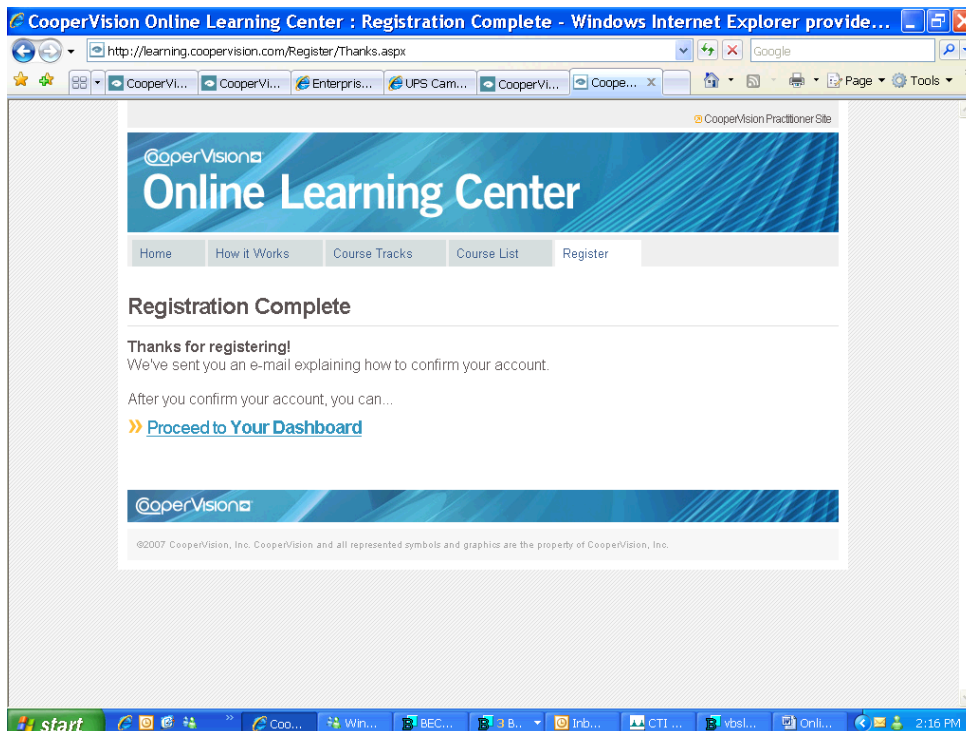 CooperVision Online Learning Center : Registration Complete - Windows Internet Explorer provide...
http://learning.coopervision.com/Register/Thanks.aspx
Google
CooperVi... CooperVi... Enterpris... UPS Cam... CooperVi... Coope... X Page Tools
CooperVision Practitioner Site
CooperVision
Online Learning Center
Home How it Works Course Tracks Course List Register
Registration Complete
Thanks for registering!
We've sent you an e-mail explaining how to confirm your account.
After you confirm your account, you can...
» Proceed to Your Dashboard
CooperVision
©2007 CooperVision, Inc. CooperVision and all represented symbols and graphics are the property of CooperVision, Inc.
start » Coo... Win... BEC... 3 B... Inb... CTI ... vbsl... Onli... 2:16 PM